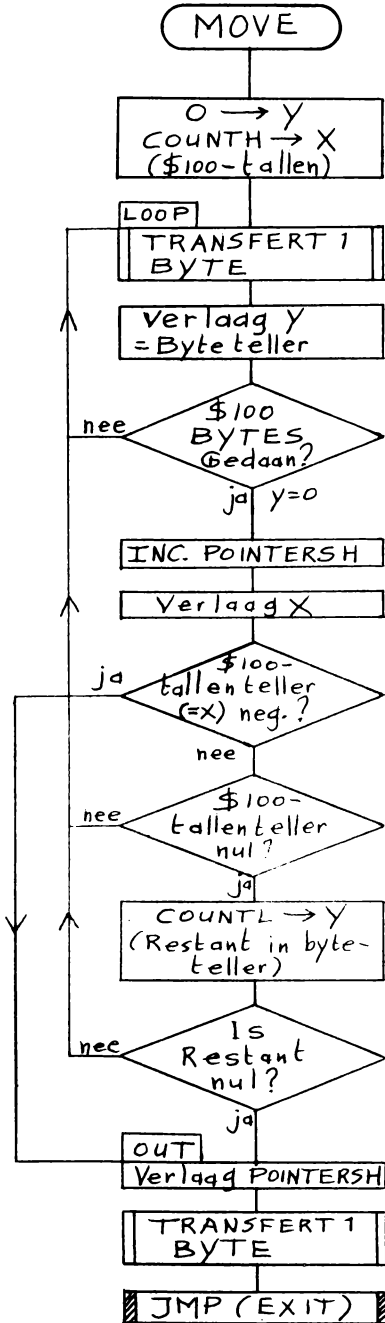 MOVE
O → Y
COUNTH → X
($100-tallen)
LOOP
TRANSFERT 1
BYTE
Verlaag Y
=Byte teller
$100
BYTES
Gedaan?
nee
ja y=0
INC. POINTERSH
Verlaag X
$100-
tallenteller
(=X) neg.?
ja
nee
$100-
tallenteller
nul?
nee
ja
COUNTL → Y
(Restant in byte-
teller)
Is
Restant
nul?
nee
ja
OUT
Verlaag POINTERSH
TRANSFERT 1
BYTE
JMP (EXIT)